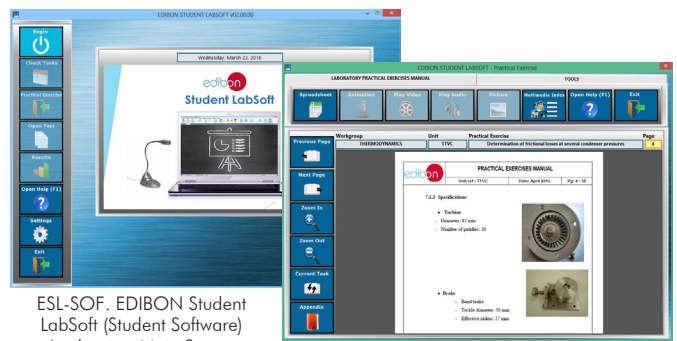 EDIBON STUDENT LABSOFT v02.00.00
Begin
Check Tasks
Practical Exercise
Open Test
Results
Open Help (F1)
Settings
Exit
Wednesday, March 23, 2016
edibon
Student LabSoft
ESL-SOF. EDIBON Student
LabSoft (Student Software)
EDIBON STUDENT LABSOFT - Practical Exercise
LABORATORY PRACTICAL EXERCISES MANUAL
TOOLS
Spreadsheet
Animation
Play Video
Play Audio
Picture
Multimedia Index
Open Help (F1)
Exit
Previous Page
Next Page
Zoom In
Zoom Out
Current Task
Appendix
Workgroup Unit Practical Exercise Page
THERMODYNAMICS TTVC Determination of frictional losses at several condenser pressures 4
edibon
PRACTICAL EXERCISES MANUAL
Unit ref.: TTVC Date: April 2016 Pg: 4 / 38
7.1.3 Specifications
• Turbine
- Diameter: 63 mm
- Number of paddles: 30
• Brake
- Band brake
- Tackle diameter: 50 mm
- Effective radius: 27 mm